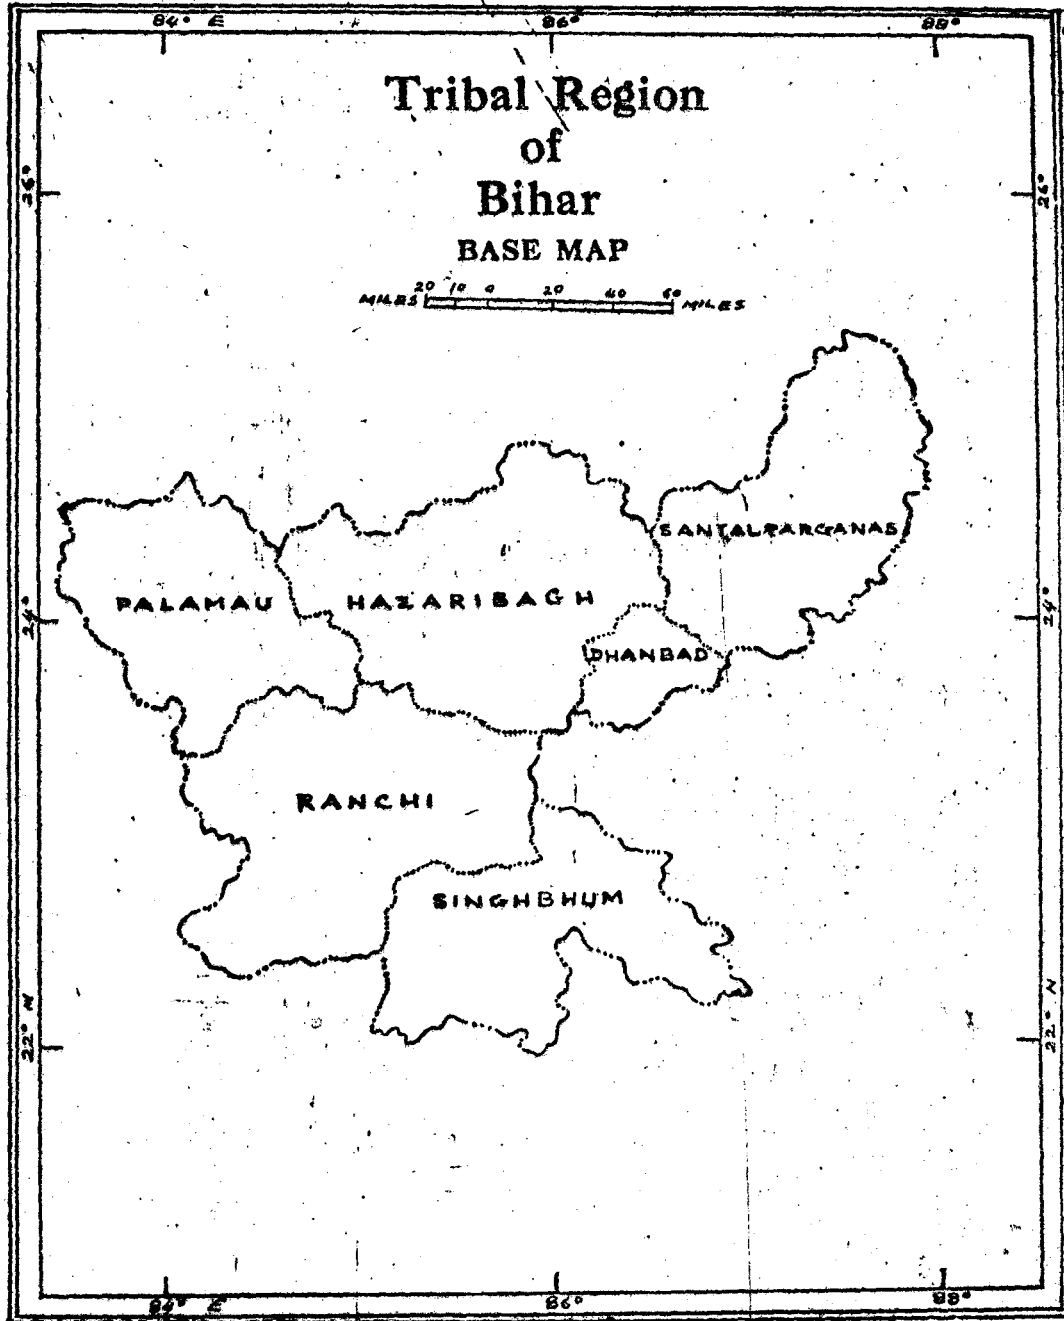 84° E 86° 88°
Tribal Region
of
Bihar
BASE MAP
20 10 0 20 40 60
MILES MILES
26° 26°
SANTALPARGANAS
PALAMAU HAZARIBAGH
24° 24°
DHANBAD
RANCHI
SINGHBHUM
22° N 22° N
84° E 86° 88°